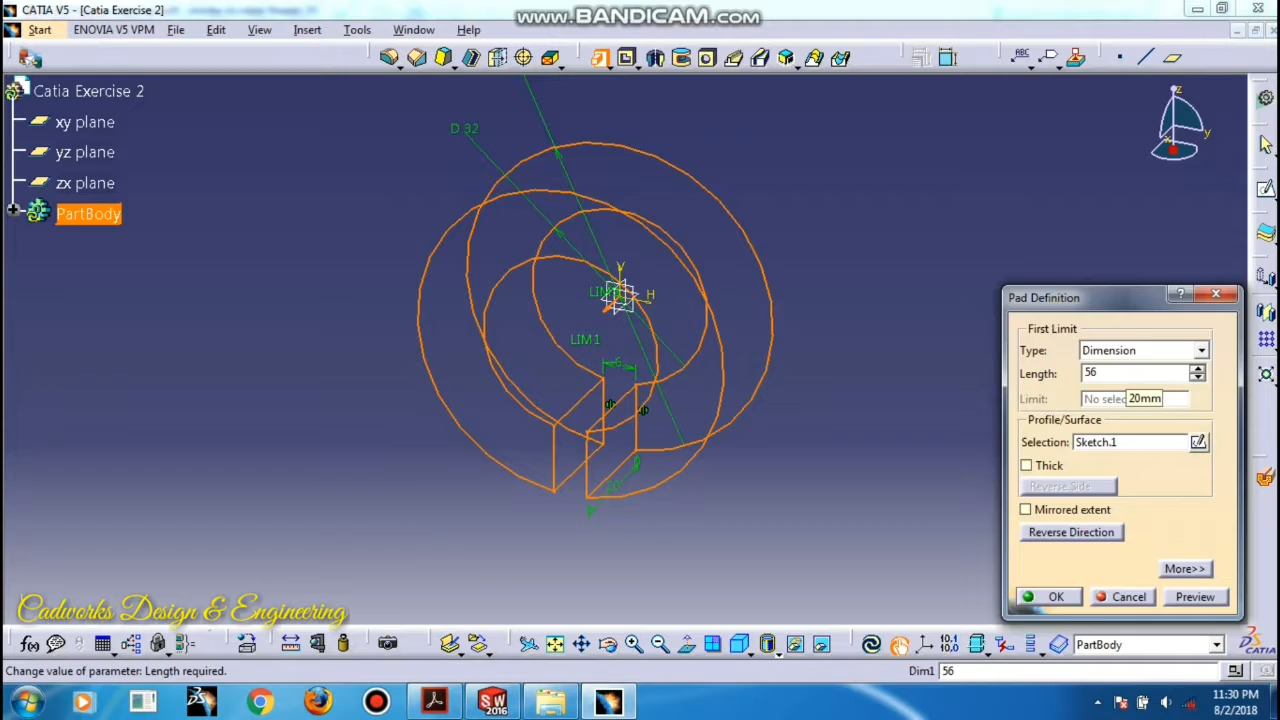 CATIA V5 - [Catia Exercise 2]
www.BANDICAM.com
Start
ENOVIA V5 VPM
File
Edit
View
Insert
Tools
Window
Help
Catia Exercise 2
xy plane
yz plane
zx plane
PartBody
D 32
V
H
LIM1
6
z
y
x
Pad Definition
First Limit
Type: Dimension
Length: 56
Limit: No selec
20mm
Profile/Surface
Selection: Sketch.1
Thick
Reverse Side
Mirrored extent
Reverse Direction
More>>
OK
Cancel
Preview
Cadworks Design & Engineering
PartBody
CATIA
Change value of parameter: Length required.
Dim1
56
11:30 PM
8/2/2018